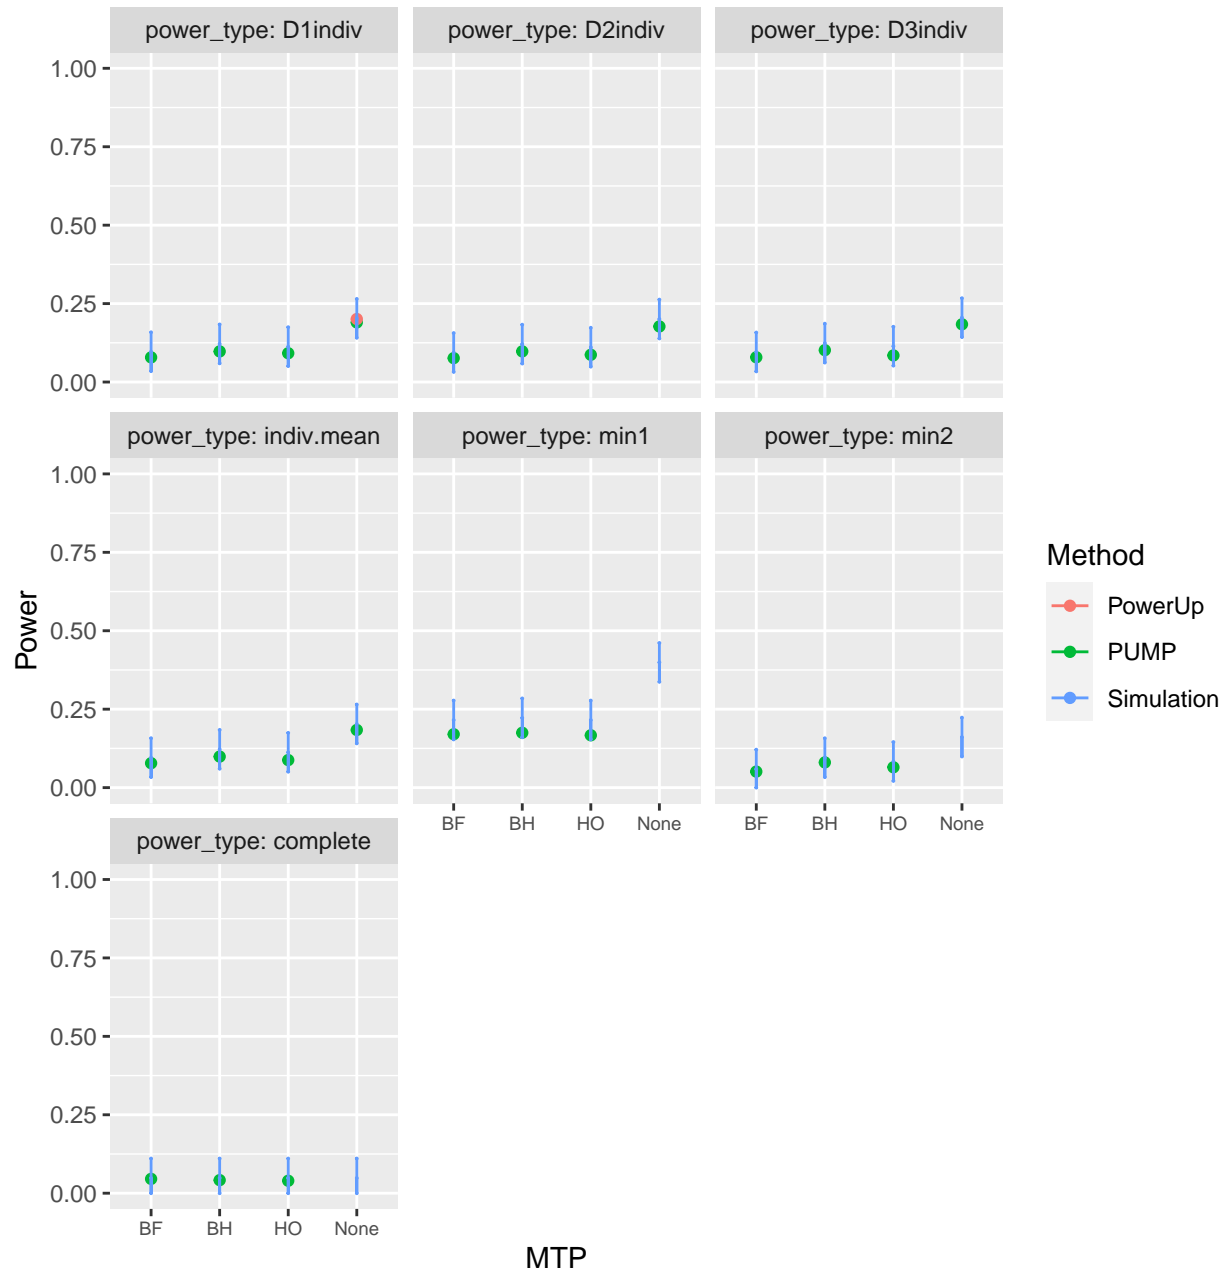 power_type: D1indiv
power_type: D2indiv
power_type: D3indiv
1.00
0.75
0.50
0.25
0.00
power_type: indiv.mean
power_type: min1
power_type: min2
1.00
0.75
0.50
0.25
0.00
BF BH HO None
BF BH HO None
power_type: complete
1.00
0.75
0.50
0.25
0.00
BF BH HO None
Power
MTP
Method
PowerUp
PUMP
Simulation